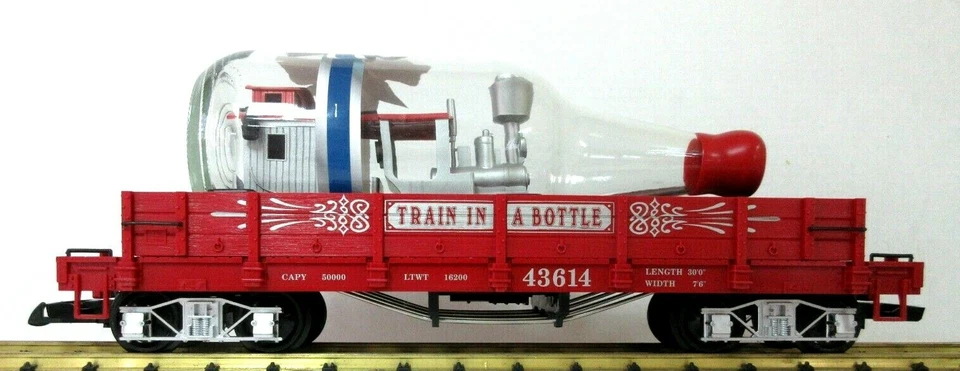 TRAIN IN A BOTTLE
CAPY 50000 LTWT 16200 43614 LENGTH 30'0"
WIDTH 7'6"